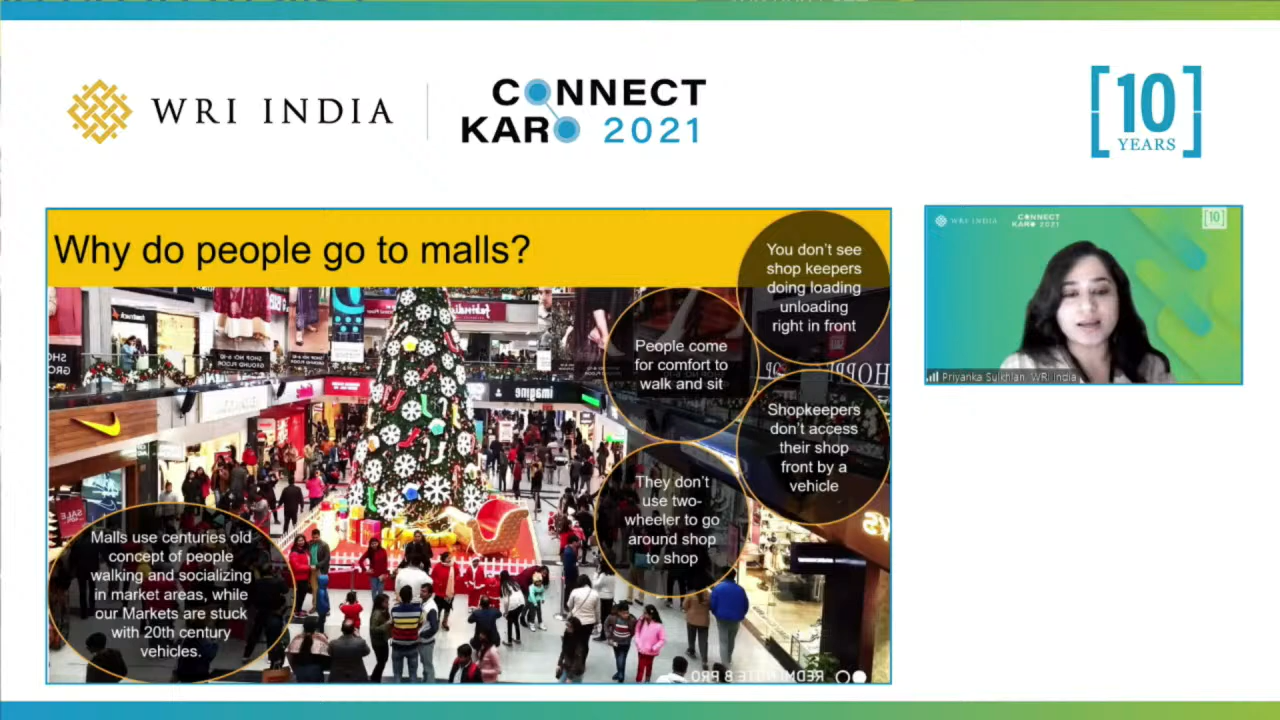 WRI INDIA
CONNECT
KARO 2021
[10]
YEARS
Why do people go to malls?
You don't see
shop keepers
doing loading
unloading
right in front
People come
for comfort to
walk and sit
Shopkeepers
don't access
their shop
front by a
vehicle
They don't
use two-
wheeler to go
around shop
to shop
Malls use centuries old
concept of people
walking and socializing
in market areas, while
our Markets are stuck
with 20th century
vehicles.
fabindia
imagine
SALE
REDMI NOTE 8 PRO
WRI INDIA
CONNECT
KARO 2021
[10]
Priyanka Sulkhlan, WRI India